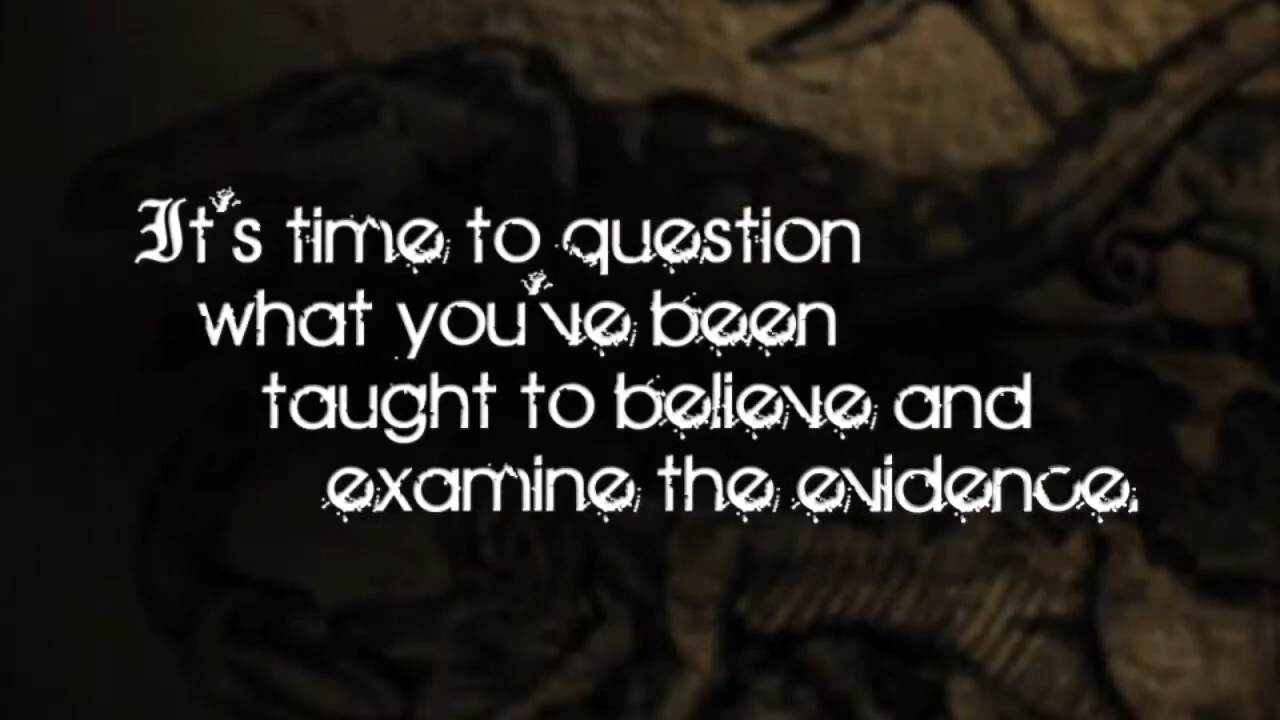 It's time to question
what you've been
taught to believe and
examine the evidence.